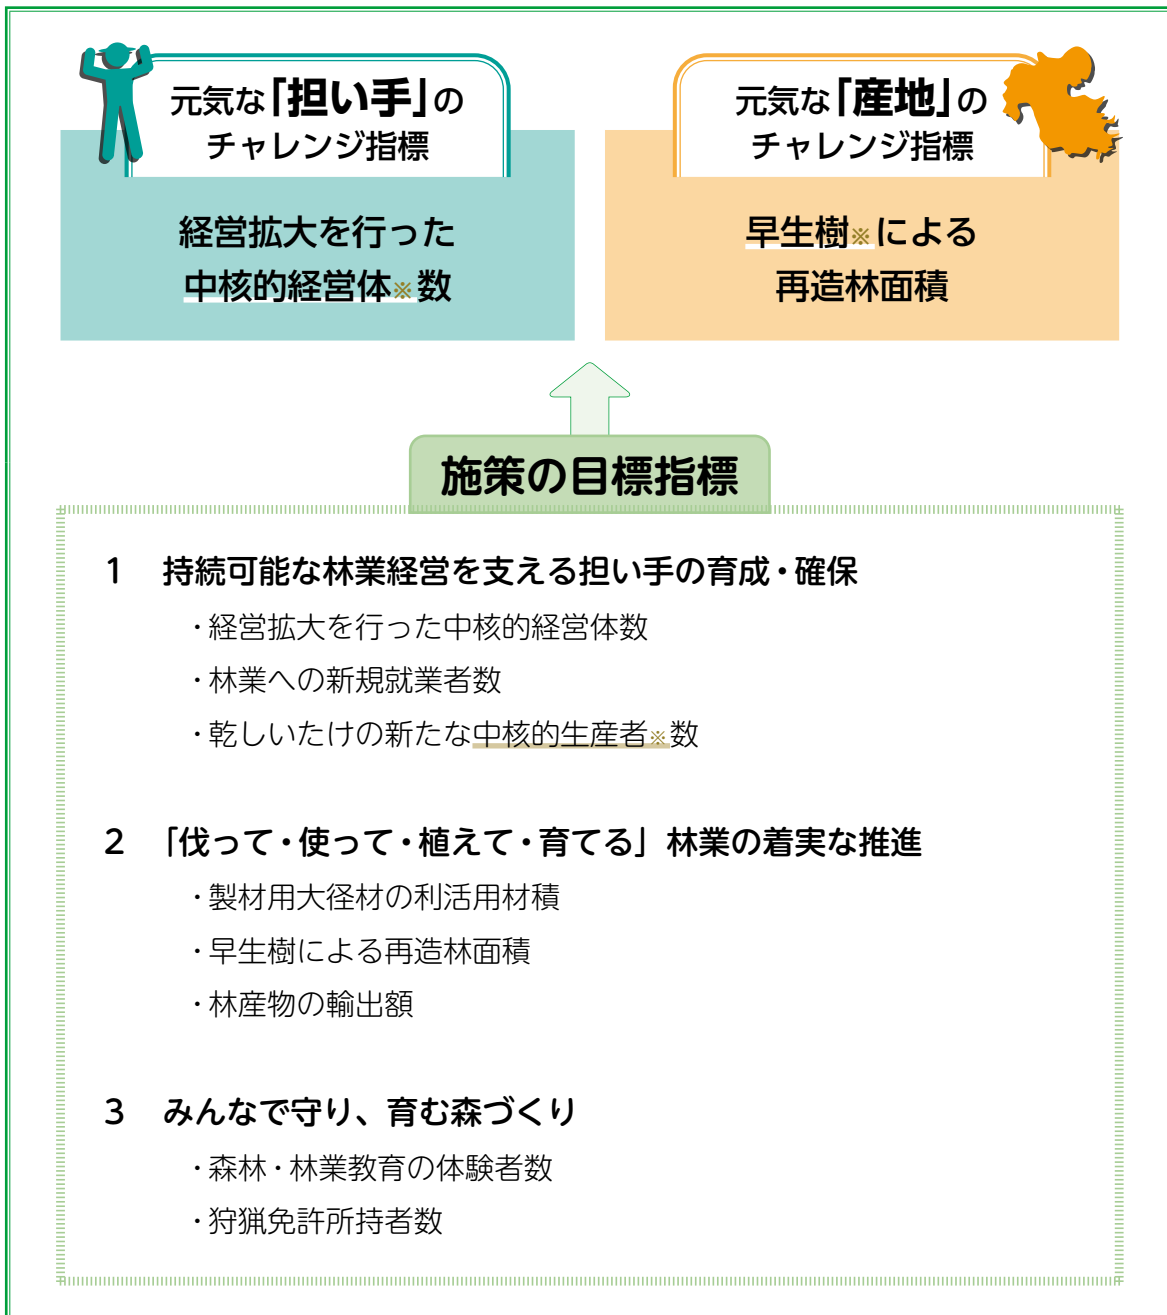 元気な「担い手」の
チャレンジ指標
経営拡大を行った
中核的経営体※数
元気な「産地」の
チャレンジ指標
早生樹※による
再造林面積
施策の目標指標
1 持続可能な林業経営を支える担い手の育成・確保
・経営拡大を行った中核的経営体数
・林業への新規就業者数
・乾しいたけの新たな中核的生産者※数
2 「伐って・使って・植えて・育てる」林業の着実な推進
・製材用大径材の利活用材積
・早生樹による再造林面積
・林産物の輸出額
3 みんなで守り、育む森づくり
・森林・林業教育の体験者数
・狩猟免許所持者数